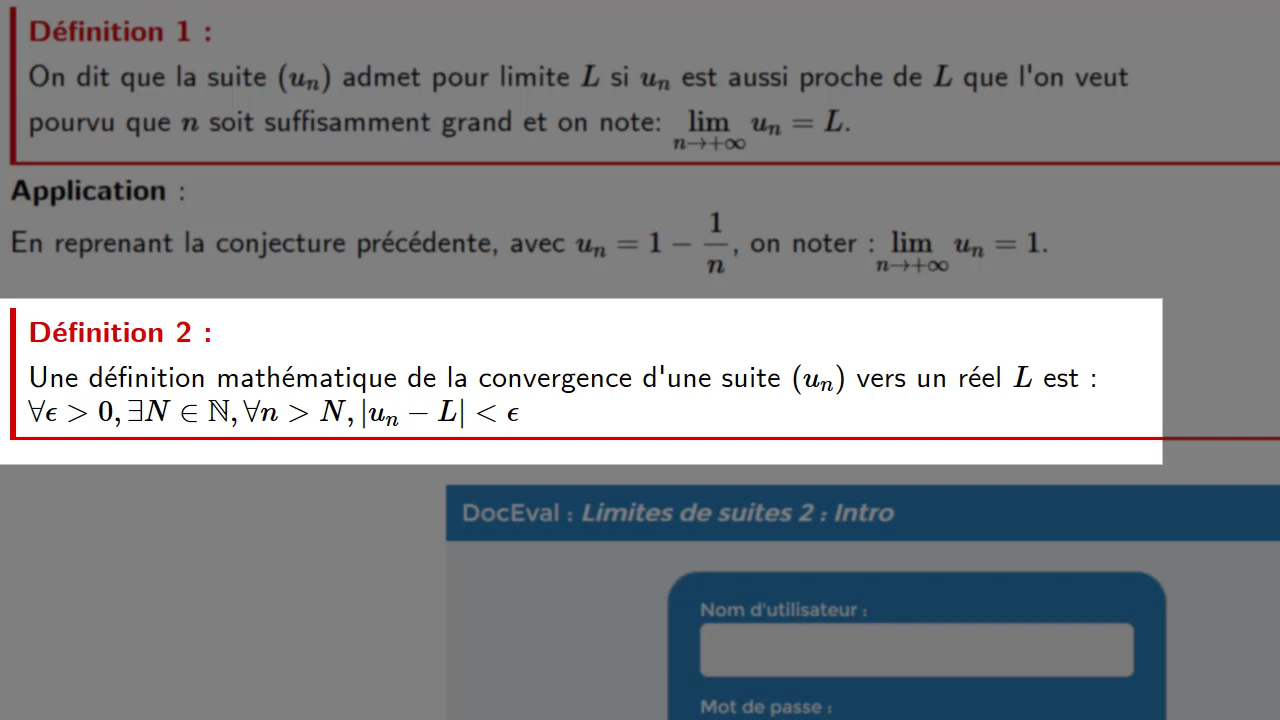 Définition 1 :
On dit que la suite (uₙ) admet pour limite L si uₙ est aussi proche de L que l'on veut
pourvu que n soit suffisamment grand et on note: lim_{n→+∞} uₙ = L.
Application :
En reprenant la conjecture précédente, avec uₙ = 1 − 1/n, on noter : lim_{n→+∞} uₙ = 1.
Définition 2 :
Une définition mathématique de la convergence d'une suite (uₙ) vers un réel L est :
∀ϵ > 0, ∃N ∈ ℕ, ∀n > N, |uₙ − L| < ϵ
DocEval : Limites de suites 2 : Intro
Nom d'utilisateur :
Mot de passe :